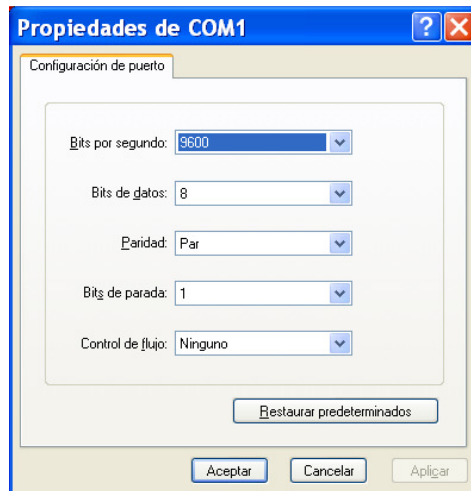 Propiedades de COM1
Configuración de puerto
Bits por segundo: 9600
Bits de datos: 8
Paridad: Par
Bits de parada: 1
Control de flujo: Ninguno
Restaurar predeterminados
Aceptar Cancelar Aplicar